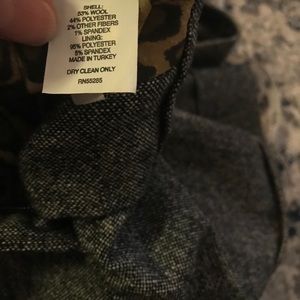 SHELL:
53% WOOL
44% POLYESTER
2% OTHER FIBERS
1% SPANDEX
LINING:
95% POLYESTER
5% SPANDEX
MADE IN TURKEY
DRY CLEAN ONLY
RN55285